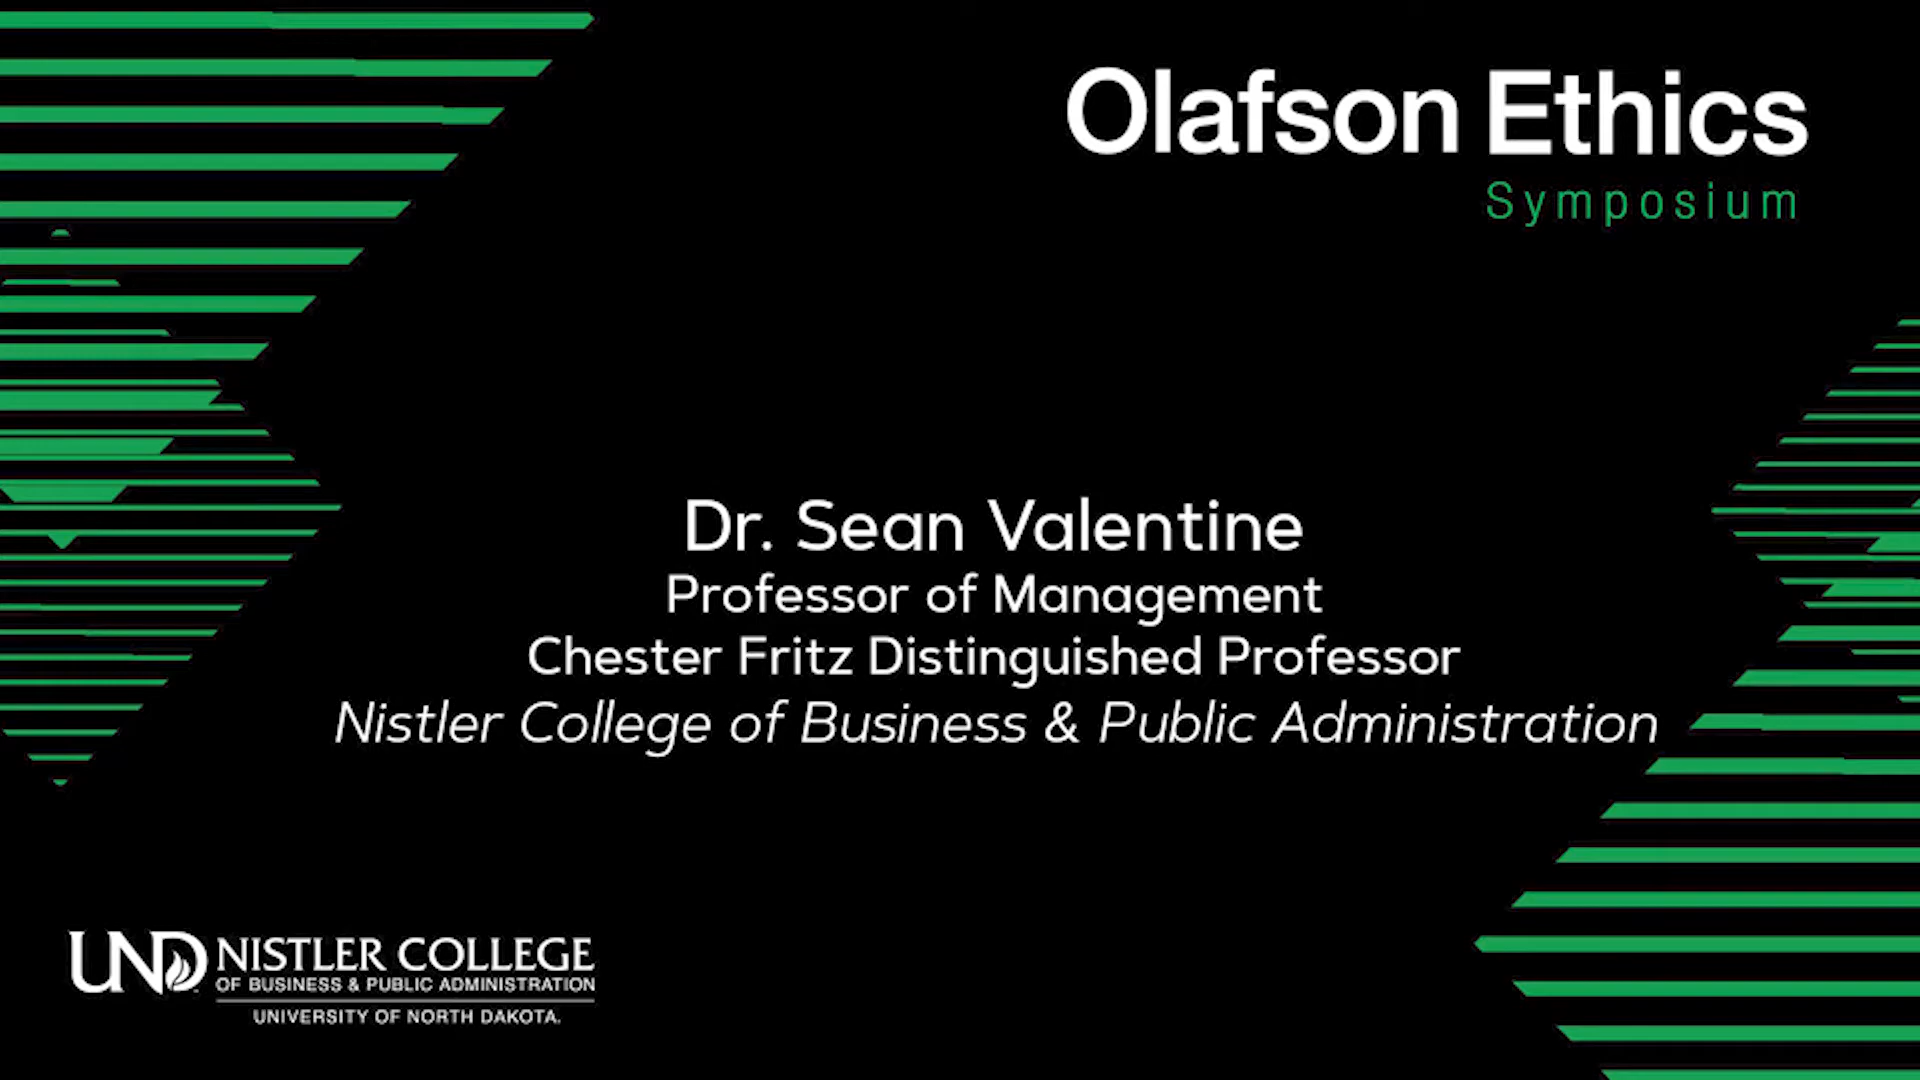 Olafson Ethics
Symposium
Dr. Sean Valentine
Professor of Management
Chester Fritz Distinguished Professor
Nistler College of Business & Public Administration
UND NISTLER COLLEGE
OF BUSINESS & PUBLIC ADMINISTRATION
UNIVERSITY OF NORTH DAKOTA.